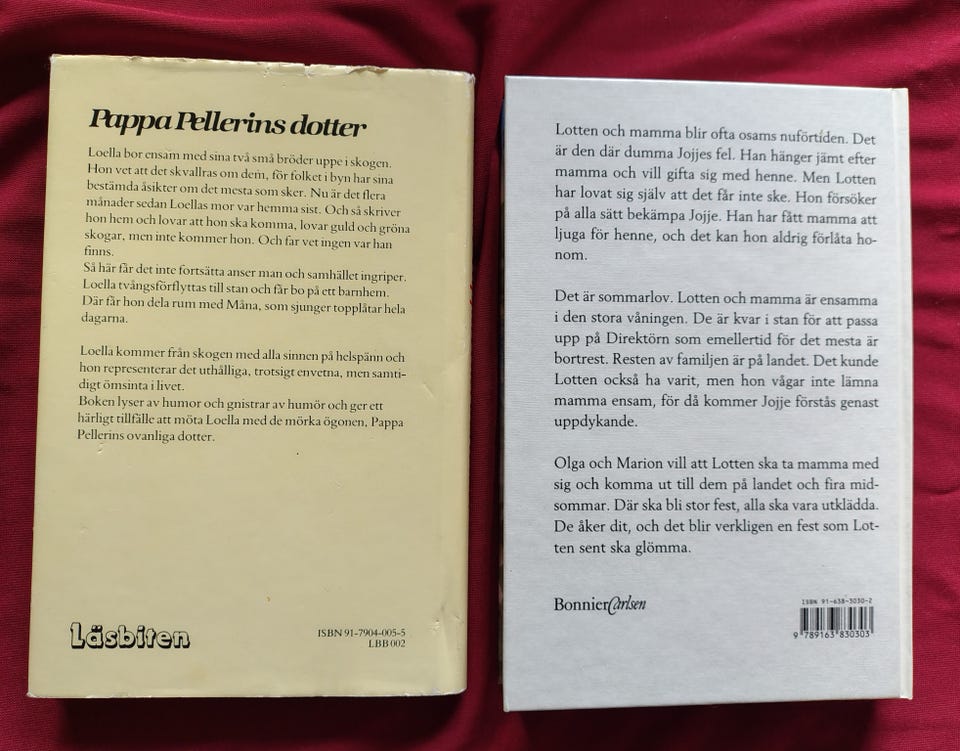 Pappa Pellerins dotter
Loella bor ensam med sina två små bröder uppe i skogen.
Hon vet att det skvallras om dem, för folket i byn har sina
bestämda åsikter om det mesta som sker. Nu är det flera
månader sedan Loellas mor var hemma sist. Och så skriver
hon hem och lovar att hon ska komma, lovar guld och gröna
skogar, men inte kommer hon. Och far vet ingen var han
finns.
Så här får det inte fortsätta anser man och samhället ingriper.
Loella tvångsförflyttas till stan och får bo på ett barnhem.
Där får hon dela rum med Måna, som sjunger topplåtar hela
dagarna.
Loella kommer från skogen med alla sinnen på helspänn och
hon representerar det uthålliga, trotsigt envetna, men samti-
digt ömsinta i livet.
Boken lyser av humor och gnistrar av humör och ger ett
härligt tillfälle att möta Loella med de mörka ögonen, Pappa
Pellerins ovanliga dotter.
Läsbiten
ISBN 91-7904-005-5
LBB 002
Lotten och mamma blir ofta osams nuförtiden. Det
är den där dumma Jojjes fel. Han hänger jämt efter
mamma och vill gifta sig med henne. Men Lotten
har lovat sig själv att det får inte ske. Hon försöker
på alla sätt bekämpa Jojje. Han har fått mamma att
ljuga för henne, och det kan hon aldrig förlåta ho-
nom.
Det är sommarlov. Lotten och mamma är ensamma
i den stora våningen. De är kvar i stan för att passa
upp på Direktörn som emellertid för det mesta är
bortrest. Resten av familjen är på landet. Det kunde
Lotten också ha varit, men hon vågar inte lämna
mamma ensam, för då kommer Jojje förstås genast
uppdykande.
Olga och Marion vill att Lotten ska ta mamma med
sig och komma ut till dem på landet och fira mid-
sommar. Där ska bli stor fest, alla ska vara utklädda.
De åker dit, och det blir verkligen en fest som Lot-
ten sent ska glömma.
BonnierCarlsen
ISBN 91-638-3030-2
9 789163 830303